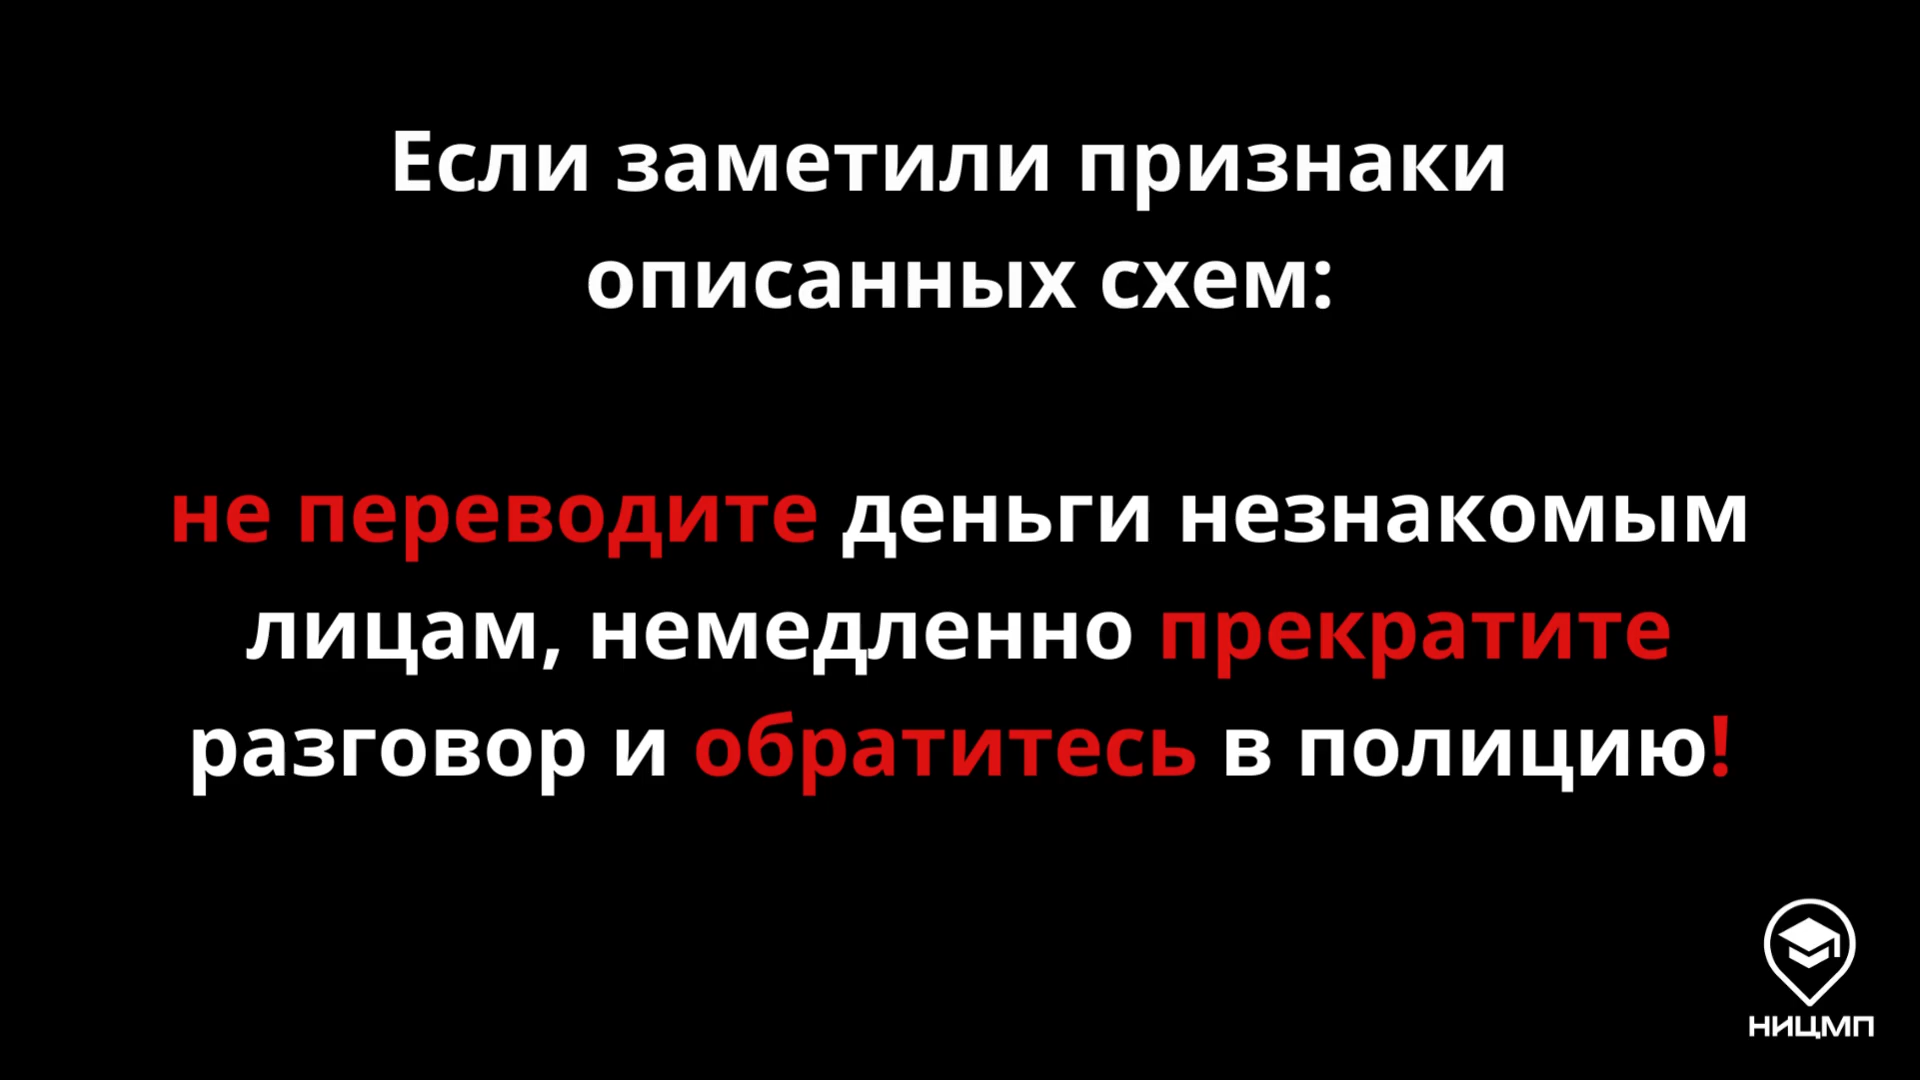 Если заметили признаки
описанных схем:
не переводите деньги незнакомым
лицам, немедленно прекратите
разговор и обратитесь в полицию!
НИЦМП